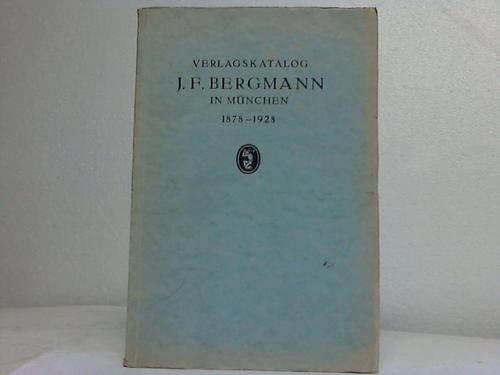 VERLAGSKATALOG
J. F. BERGMANN
IN MÜNCHEN
1878–1928